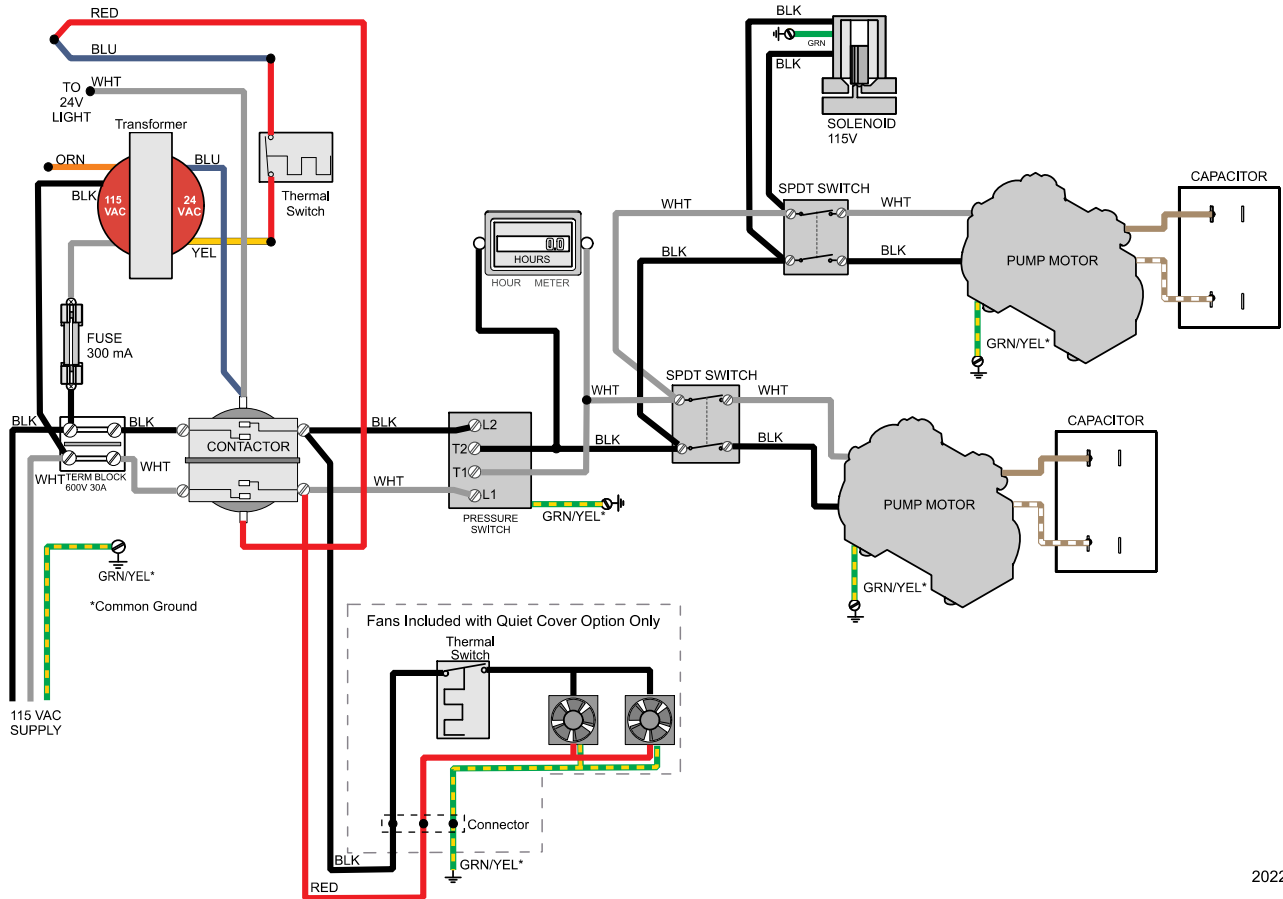 RED
BLU
WHT
TO
24V
LIGHT
Transformer
ORN
BLU
BLK
115
VAC
24
VAC
YEL
Thermal
Switch
FUSE
300 mA
BLK
BLK
CONTACTOR
BLK
WHT
TERM BLOCK
600V 30A
WHT
WHT
L2
T2
T1
L1
PRESSURE
SWITCH
GRN/YEL*
GRN/YEL*
*Common Ground
115 VAC
SUPPLY
0,0
HOURS
HOUR METER
WHT
BLK
BLK
GRN
BLK
SOLENOID
115V
SPDT SWITCH
WHT
WHT
BLK
BLK
PUMP MOTOR
CAPACITOR
GRN/YEL*
SPDT SWITCH
WHT
BLK
PUMP MOTOR
CAPACITOR
GRN/YEL*
Fans Included with Quiet Cover Option Only
Thermal
Switch
Connector
BLK
GRN/YEL*
RED